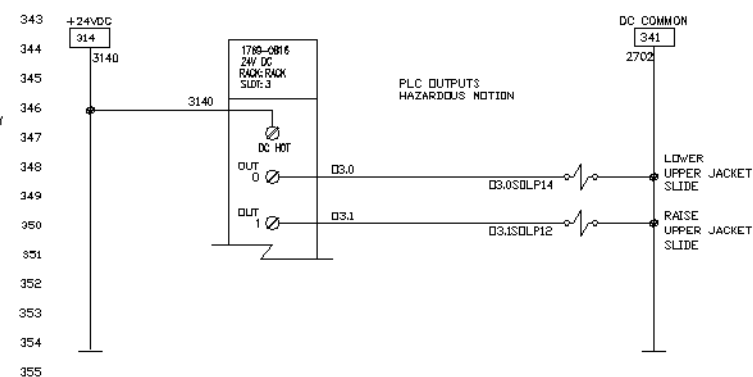 343
+24VDC
DC COMMON
314
341
344
3140
2702
1769-OB16
24V DC
RACK: RACK
SLOT: 3
345
PLC OUTPUTS
HAZARDOUS MOTION
346
3140
Y
347
DC HOT
348
OUT
0
O3.0
O3.0SOLP14
LOWER
UPPER JACKET
SLIDE
349
350
OUT
1
O3.1
O3.1SOLP12
RAISE
UPPER JACKET
SLIDE
351
352
353
354
355